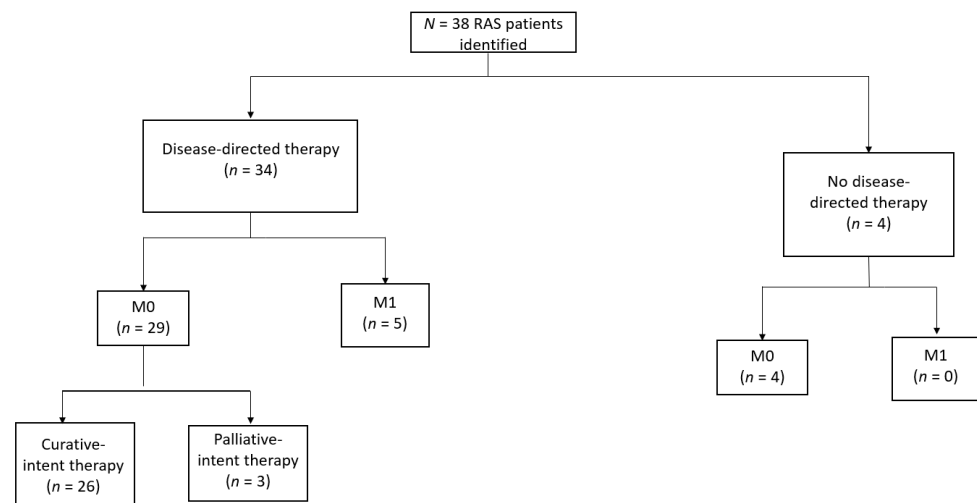 N = 38 RAS patients
identified
Disease-directed therapy
(n = 34)
No disease-
directed therapy
(n = 4)
M0
(n = 29)
M1
(n = 5)
M0
(n = 4)
M1
(n = 0)
Curative-
intent therapy
(n = 26)
Palliative-
intent therapy
(n = 3)